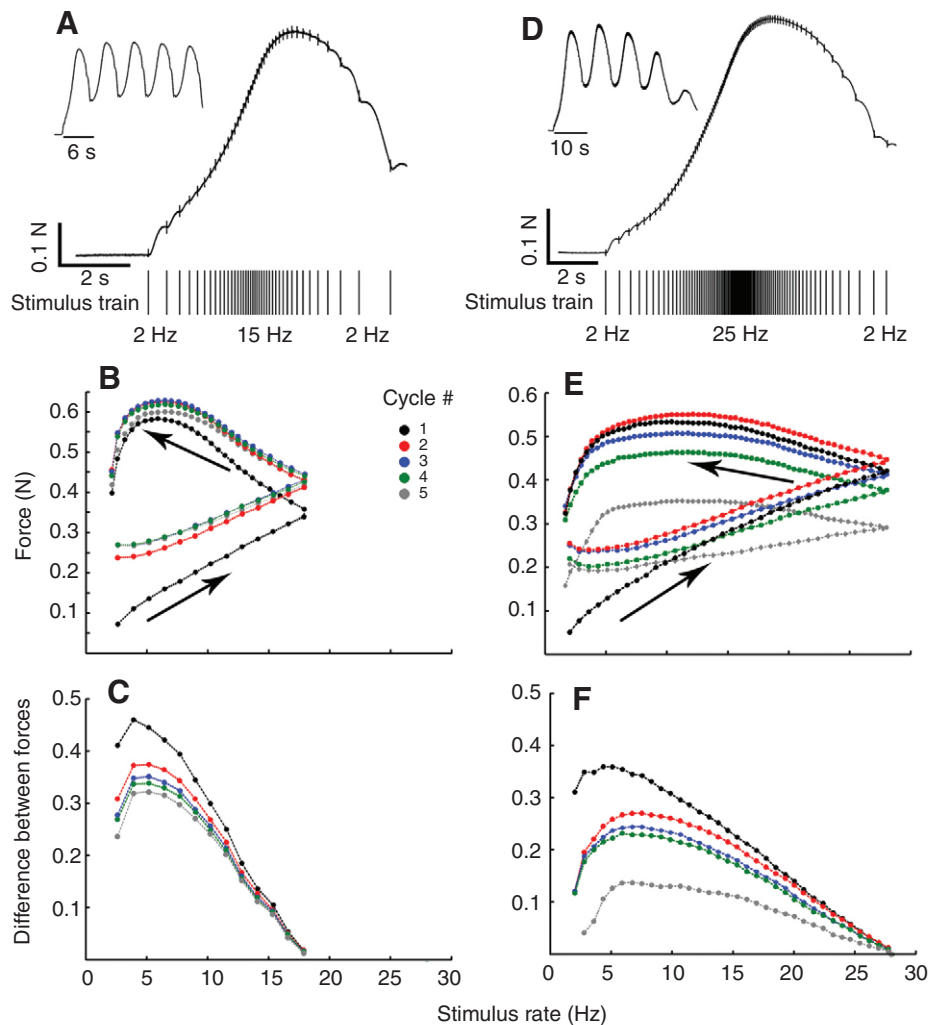 A
6 s
0.1 N
2 s
Stimulus train
2 Hz
15 Hz
2 Hz
D
10 s
0.1 N
2 s
Stimulus train
2 Hz
25 Hz
2 Hz
B
Cycle #
1
2
3
4
5
Force (N)
0.6
0.5
0.4
0.3
0.2
0.1
E
0.6
0.5
0.4
0.3
0.2
0.1
C
Difference between forces
0.5
0.4
0.3
0.2
0.1
0 5 10 15 20 25 30
F
0.5
0.4
0.3
0.2
0.1
0 5 10 15 20 25 30
Stimulus rate (Hz)